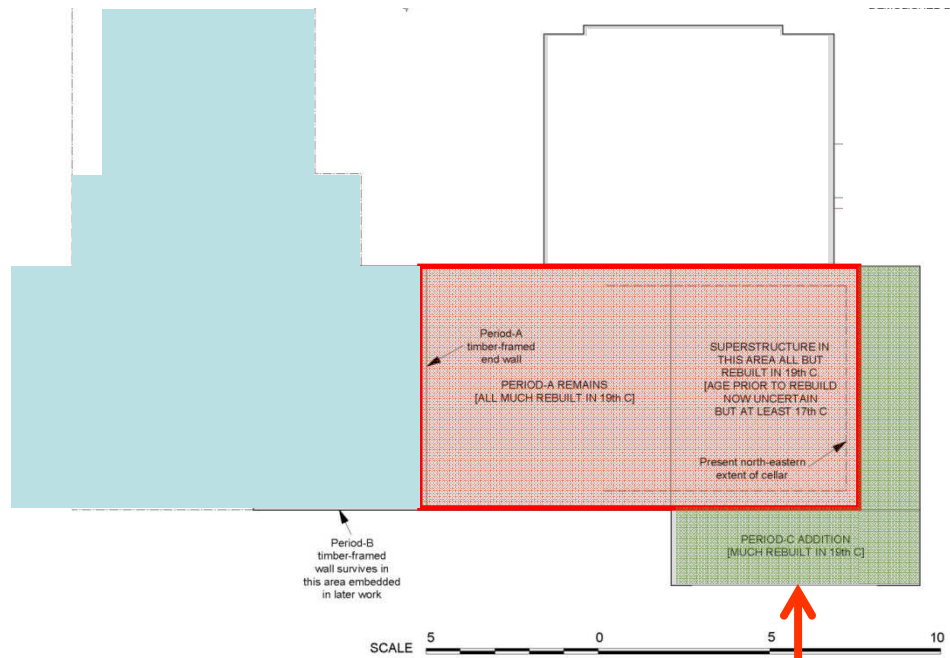 Period-A
timber-framed
end wall
PERIOD-A REMAINS
[ALL MUCH REBUILT IN 19th C]
SUPERSTRUCTURE IN
THIS AREA ALL BUT
REBUILT IN 19th C
[AGE PRIOR TO REBUILD
NOW UNCERTAIN
BUT AT LEAST 17th C
Present north-eastern
extent of cellar
PERIOD-C ADDITION
[MUCH REBUILT IN 19th C]
Period-B
timber-framed
wall survives in
this area embedded
in later work
SCALE 5 0 5 10